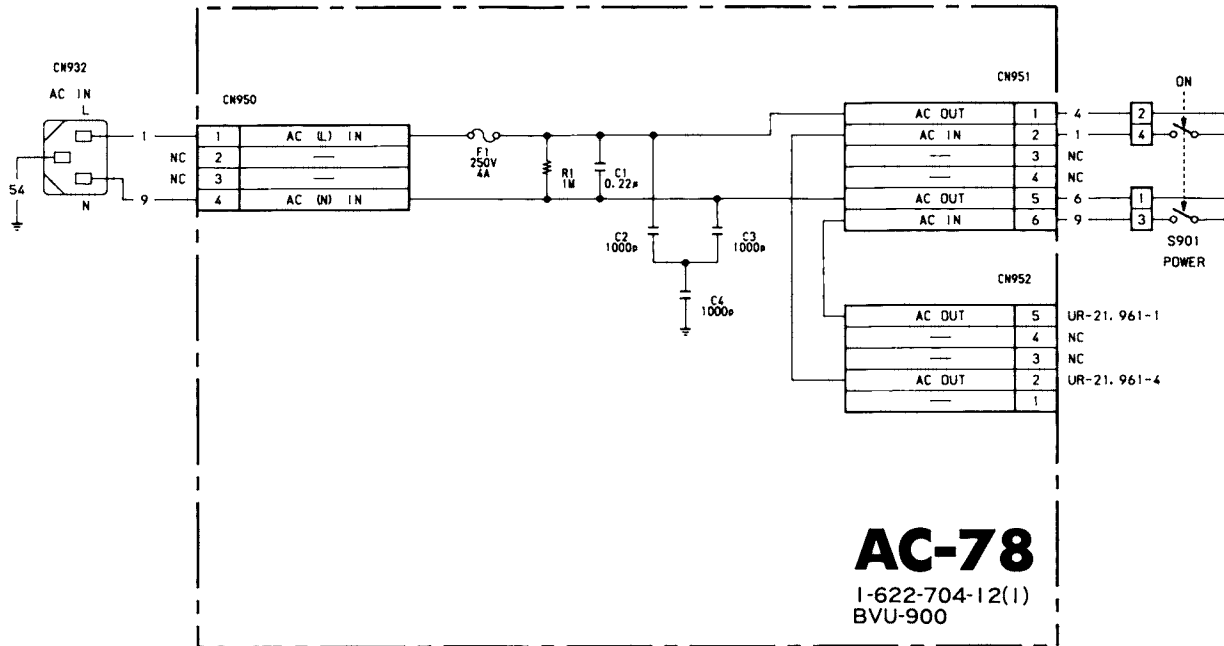 CN932
AC IN
L
N
54
1
9
CN950
1 AC (L) IN
NC 2 —
NC 3 —
4 AC (N) IN
F1
250V
4A
R1
1M
C1
0.22μ
C2
1000p
C3
1000p
C4
1000p
CN951
AC OUT 1 4 2
AC IN 2 1 4
— 3 NC
— 4 NC
AC OUT 5 6 1
AC IN 6 9 3
ON
S901
POWER
CN952
AC OUT 5 UR-21.961-1
— 4 NC
— 3 NC
AC OUT 2 UR-21.961-4
— 1
AC-78
1-622-704-12(1)
BVU-900